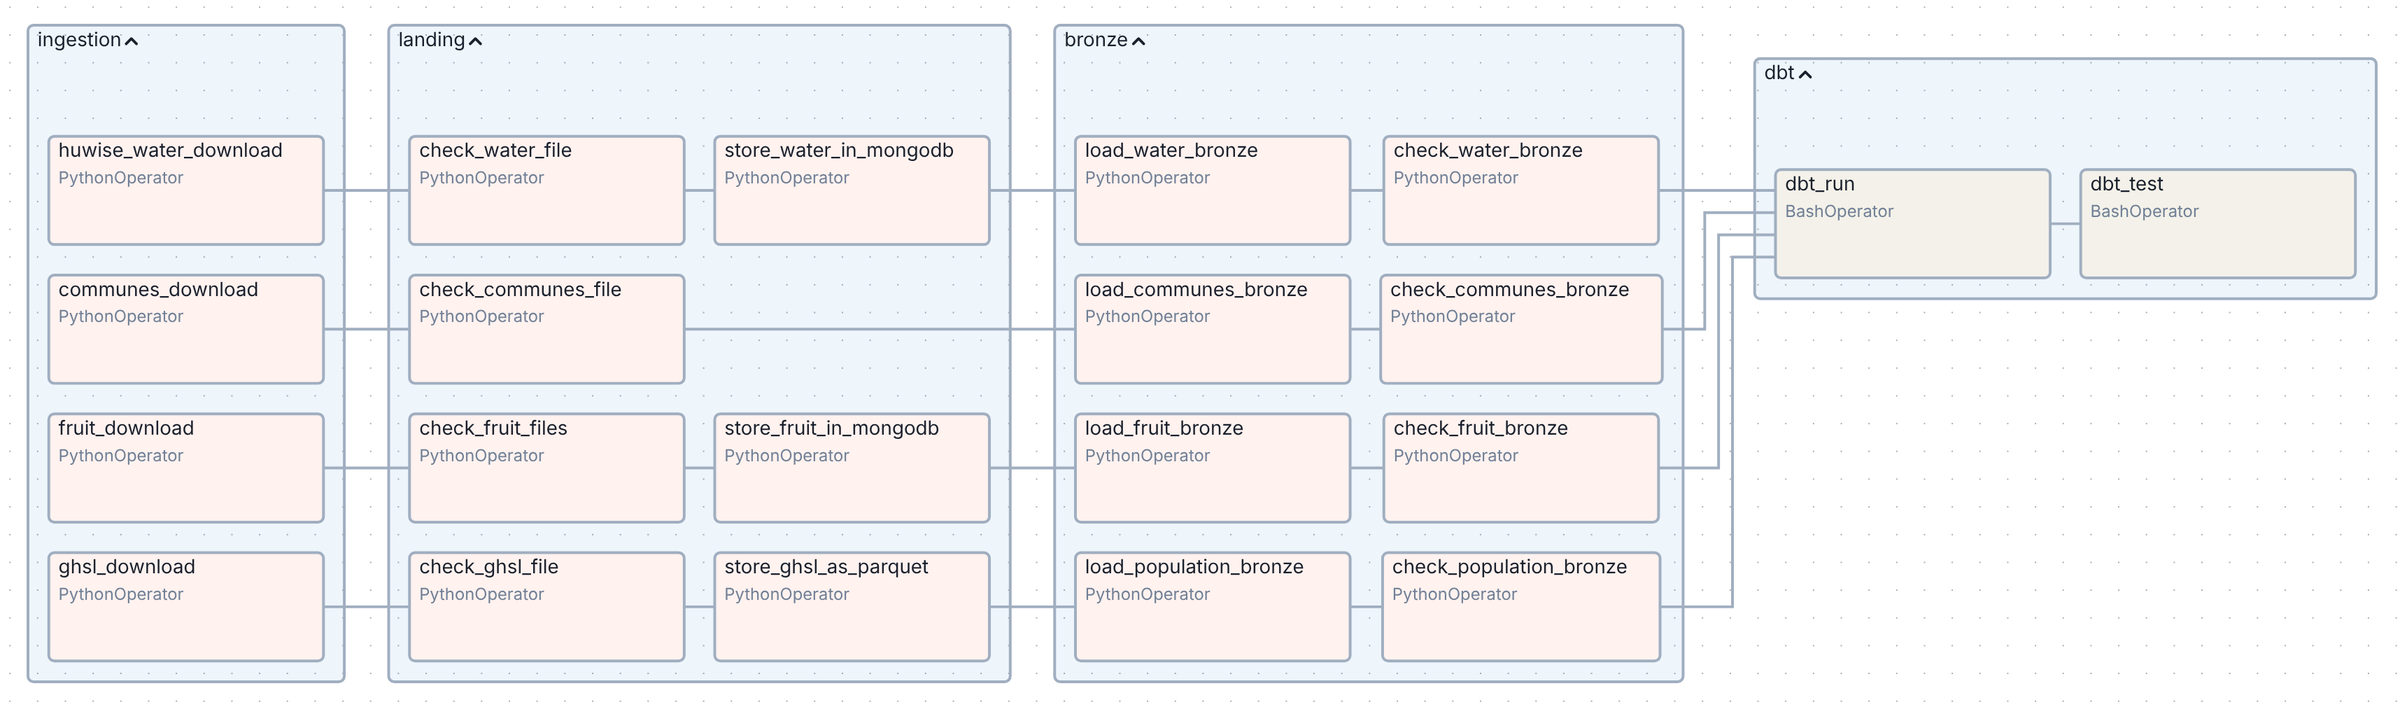 ingestion
huwise_water_download
PythonOperator
communes_download
PythonOperator
fruit_download
PythonOperator
ghsl_download
PythonOperator
landing
check_water_file
PythonOperator
store_water_in_mongodb
PythonOperator
check_communes_file
PythonOperator
check_fruit_files
PythonOperator
store_fruit_in_mongodb
PythonOperator
check_ghsl_file
PythonOperator
store_ghsl_as_parquet
PythonOperator
bronze
load_water_bronze
PythonOperator
check_water_bronze
PythonOperator
load_communes_bronze
PythonOperator
check_communes_bronze
PythonOperator
load_fruit_bronze
PythonOperator
check_fruit_bronze
PythonOperator
load_population_bronze
PythonOperator
check_population_bronze
PythonOperator
dbt
dbt_run
BashOperator
dbt_test
BashOperator